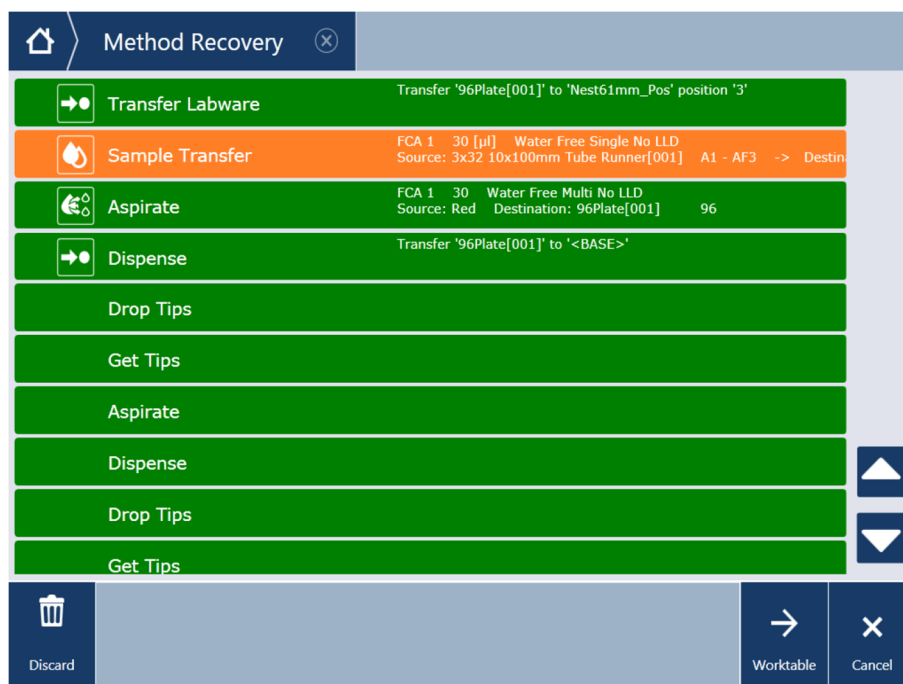 Method Recovery
Transfer Labware
Transfer '96Plate[001]' to 'Nest61mm_Pos' position '3'
Sample Transfer
FCA 1 30 [µl] Water Free Single No LLD
Source: 3x32 10x100mm Tube Runner[001] A1 - AF3 -> Destin
Aspirate
FCA 1 30 Water Free Multi No LLD
Source: Red Destination: 96Plate[001] 96
Dispense
Transfer '96Plate[001]' to '<BASE>'
Drop Tips
Get Tips
Aspirate
Dispense
Drop Tips
Get Tips
Discard
Worktable
Cancel